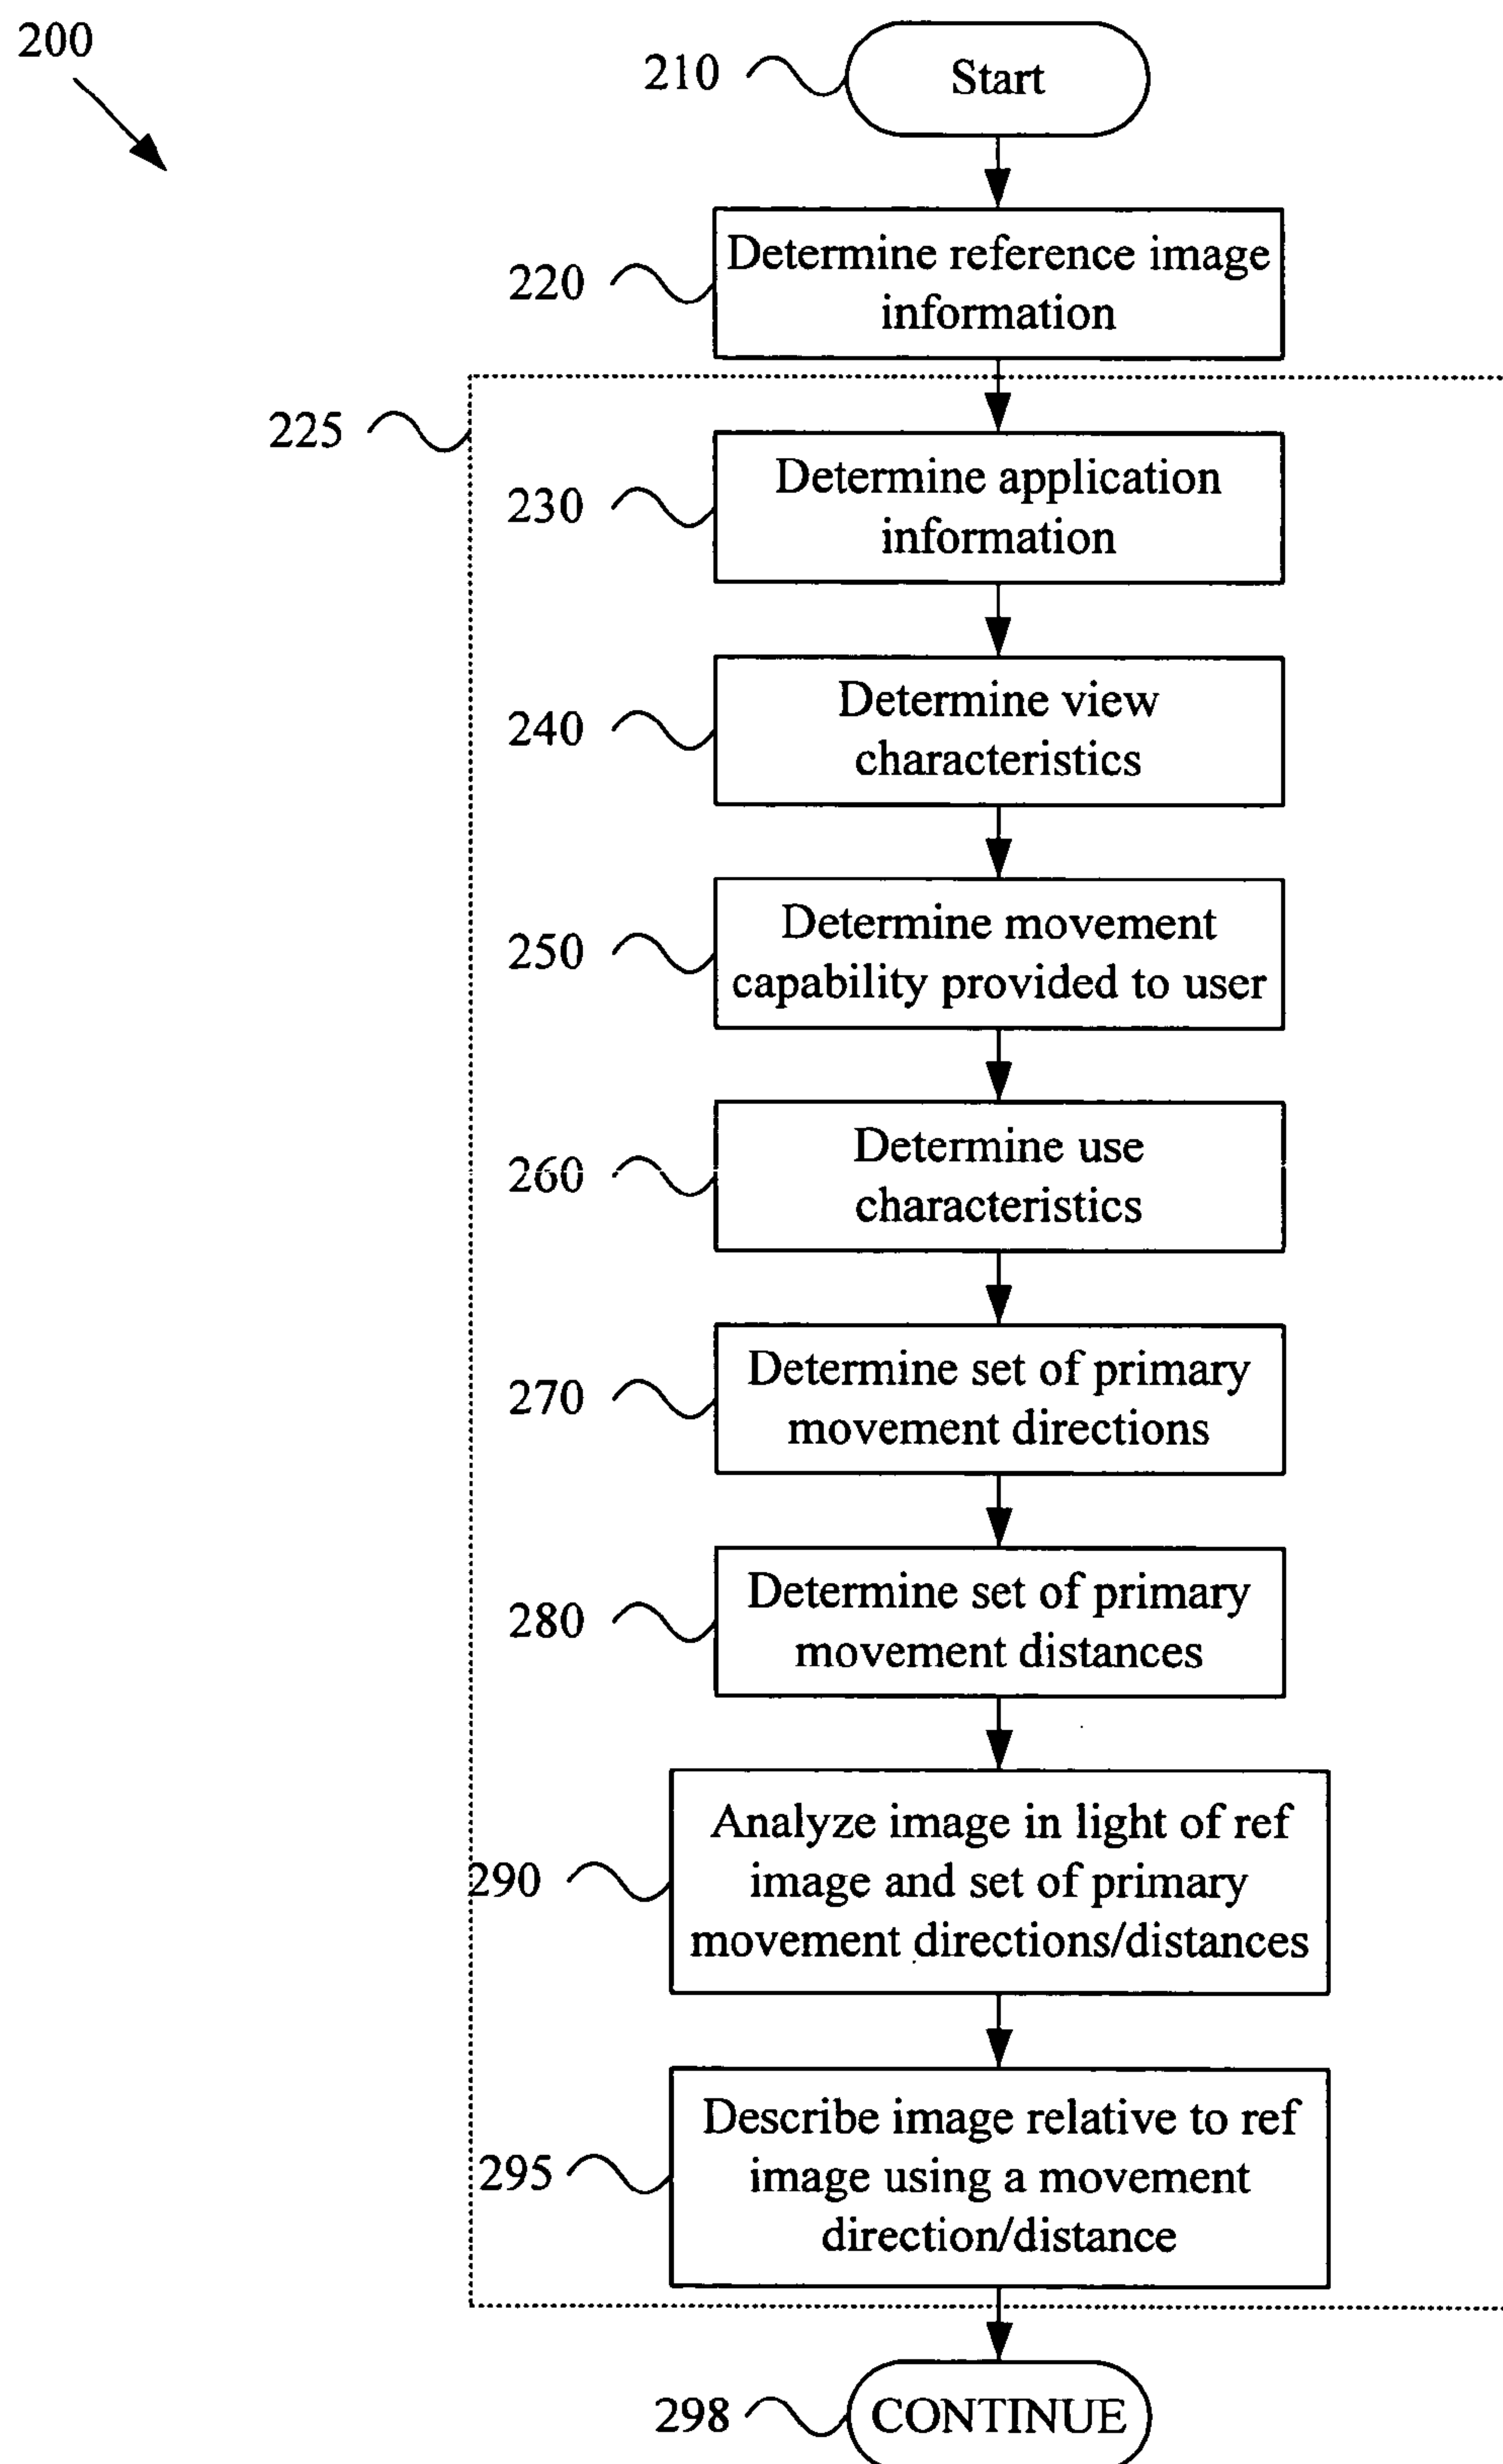 200
210
Start
220
Determine reference image
information
225
230
Determine application
information
240
Determine view
characteristics
250
Determine movement
capability provided to user
260
Determine use
characteristics
270
Determine set of primary
movement directions
280
Determine set of primary
movement distances
290
Analyze image in light of ref
image and set of primary
movement directions/distances
295
Describe image relative to ref
image using a movement
direction/distance
298
CONTINUE